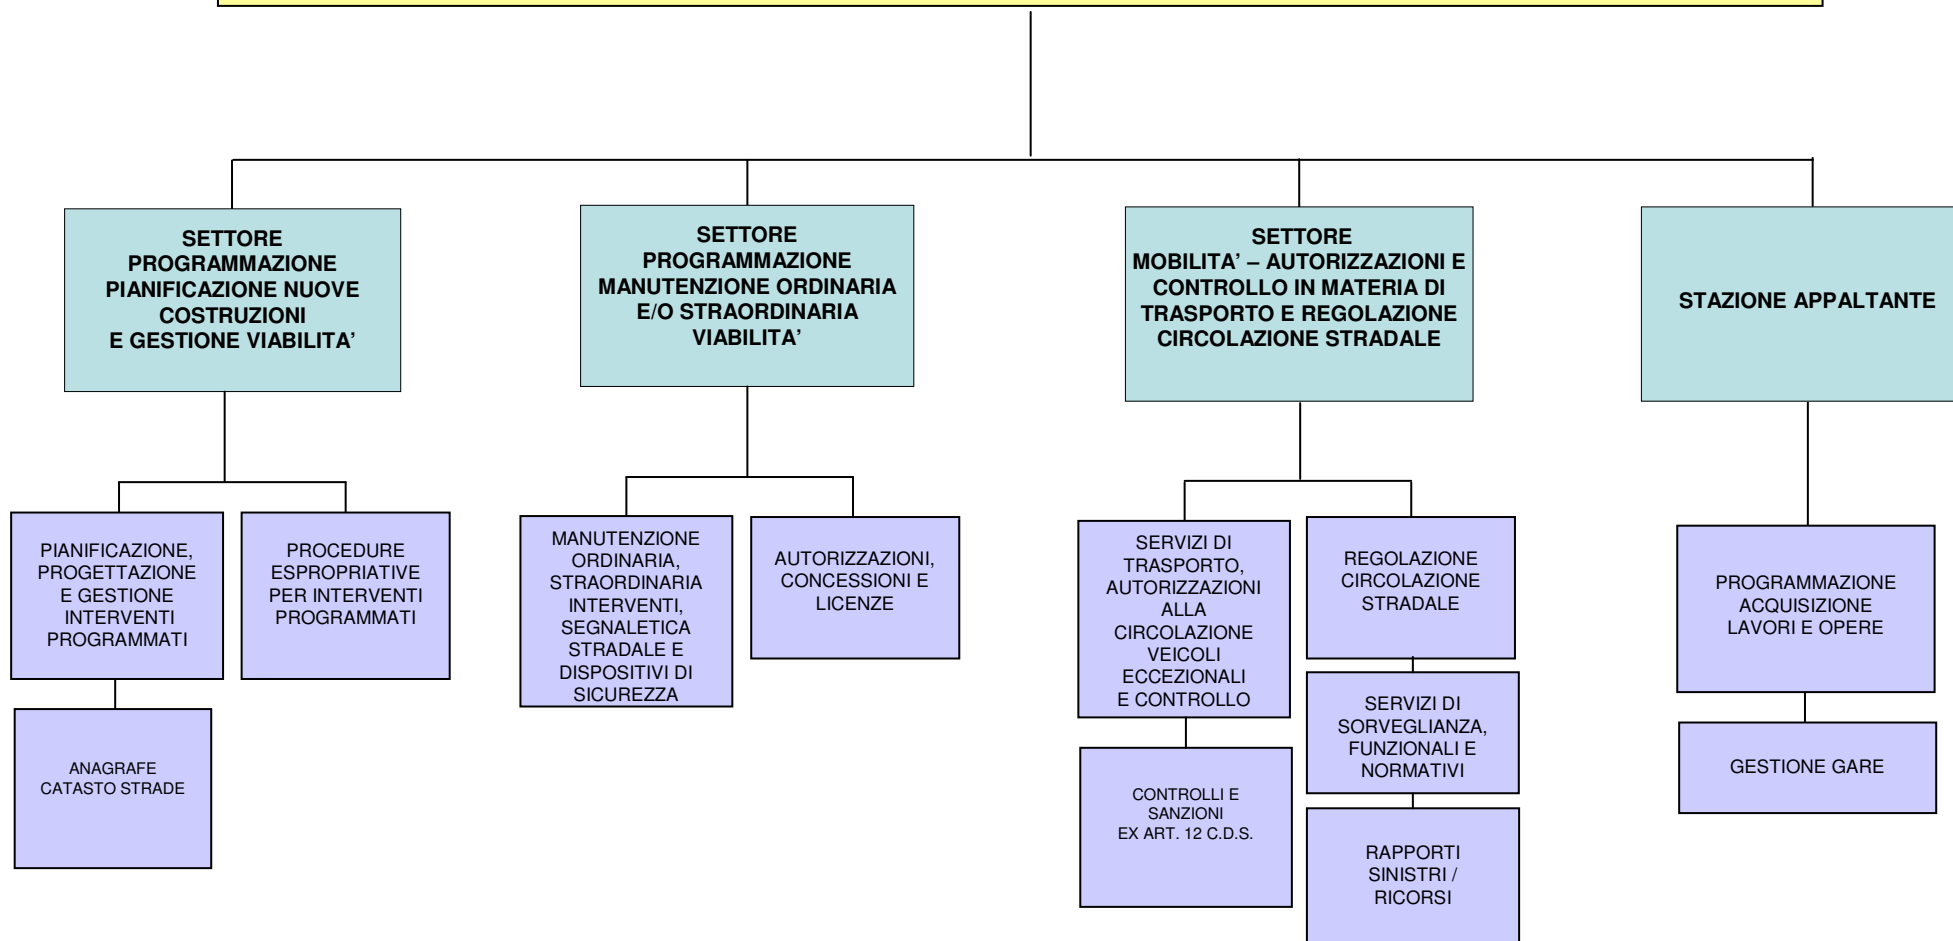 SETTORE
PROGRAMMAZIONE
PIANIFICAZIONE NUOVE
COSTRUZIONI
E GESTIONE VIABILITA'
SETTORE
PROGRAMMAZIONE
MANUTENZIONE ORDINARIA
E/O STRAORDINARIA
VIABILITA'
SETTORE
MOBILITA' – AUTORIZZAZIONI E
CONTROLLO IN MATERIA DI
TRASPORTO E REGOLAZIONE
CIRCOLAZIONE STRADALE
STAZIONE APPALTANTE
PIANIFICAZIONE,
PROGETTAZIONE
E GESTIONE
INTERVENTI
PROGRAMMATI
PROCEDURE
ESPROPRIATIVE
PER INTERVENTI
PROGRAMMATI
MANUTENZIONE
ORDINARIA,
STRAORDINARIA
INTERVENTI,
SEGNALETICA
STRADALE E
DISPOSITIVI DI
SICUREZZA
AUTORIZZAZIONI,
CONCESSIONI E
LICENZE
SERVIZI DI
TRASPORTO,
AUTORIZZAZIONI
ALLA
CIRCOLAZIONE
VEICOLI
ECCEZIONALI
E CONTROLLO
REGOLAZIONE
CIRCOLAZIONE
STRADALE
PROGRAMMAZIONE
ACQUISIZIONE
LAVORI E OPERE
ANAGRAFE
CATASTO STRADE
CONTROLLI E
SANZIONI
EX ART. 12 C.D.S.
SERVIZI DI
SORVEGLIANZA,
FUNZIONALI E
NORMATIVI
GESTIONE GARE
RAPPORTI
SINISTRI /
RICORSI